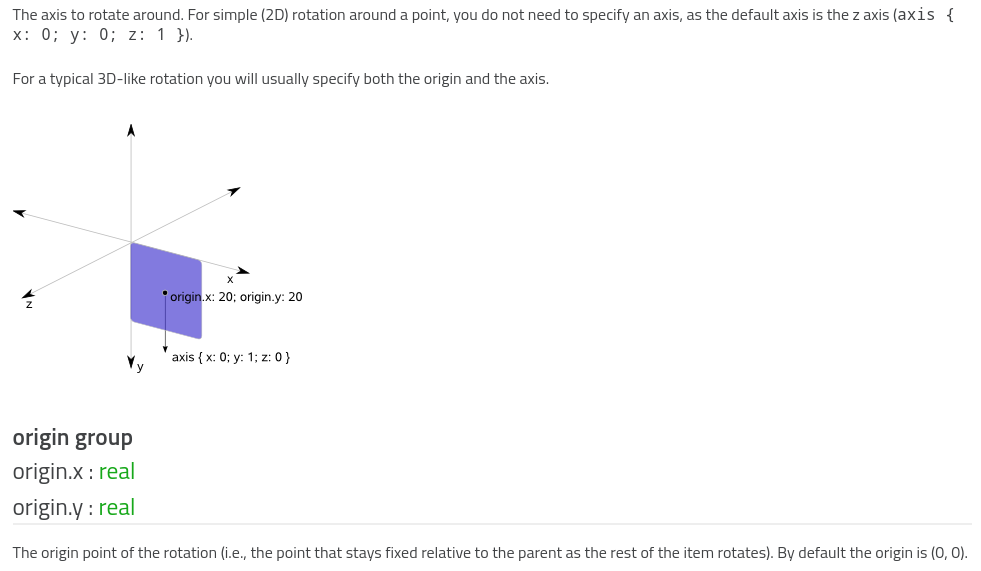 The axis to rotate around. For simple (2D) rotation around a point, you do not need to specify an axis, as the default axis is the z axis (axis {
x: 0; y: 0; z: 1 }).
For a typical 3D-like rotation you will usually specify both the origin and the axis.
x
origin.x: 20; origin.y: 20
z
axis { x: 0; y: 1; z: 0 }
y
origin group
origin.x : real
origin.y : real
The origin point of the rotation (i.e., the point that stays fixed relative to the parent as the rest of the item rotates). By default the origin is (0, 0).